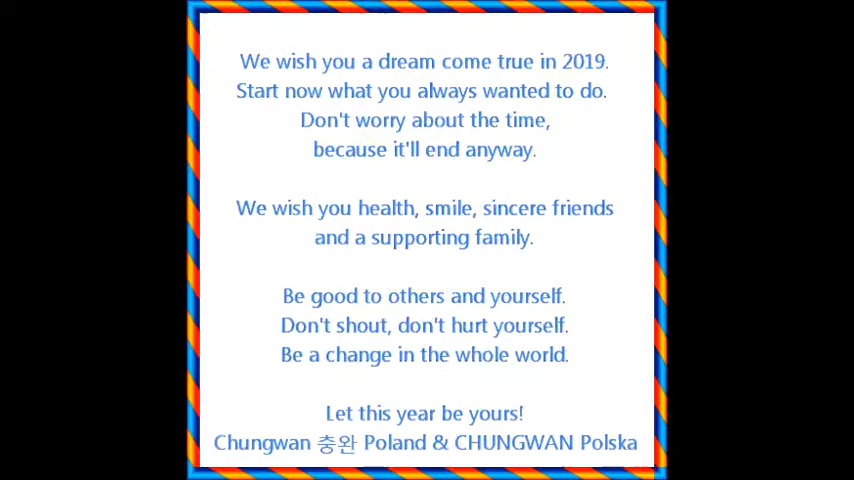 We wish you a dream come true in 2019.
Start now what you always wanted to do.
Don't worry about the time,
because it'll end anyway.
We wish you health, smile, sincere friends
and a supporting family.
Be good to others and yourself.
Don't shout, don't hurt yourself.
Be a change in the whole world.
Let this year be yours!
Chungwan 충완 Poland & CHUNGWAN Polska